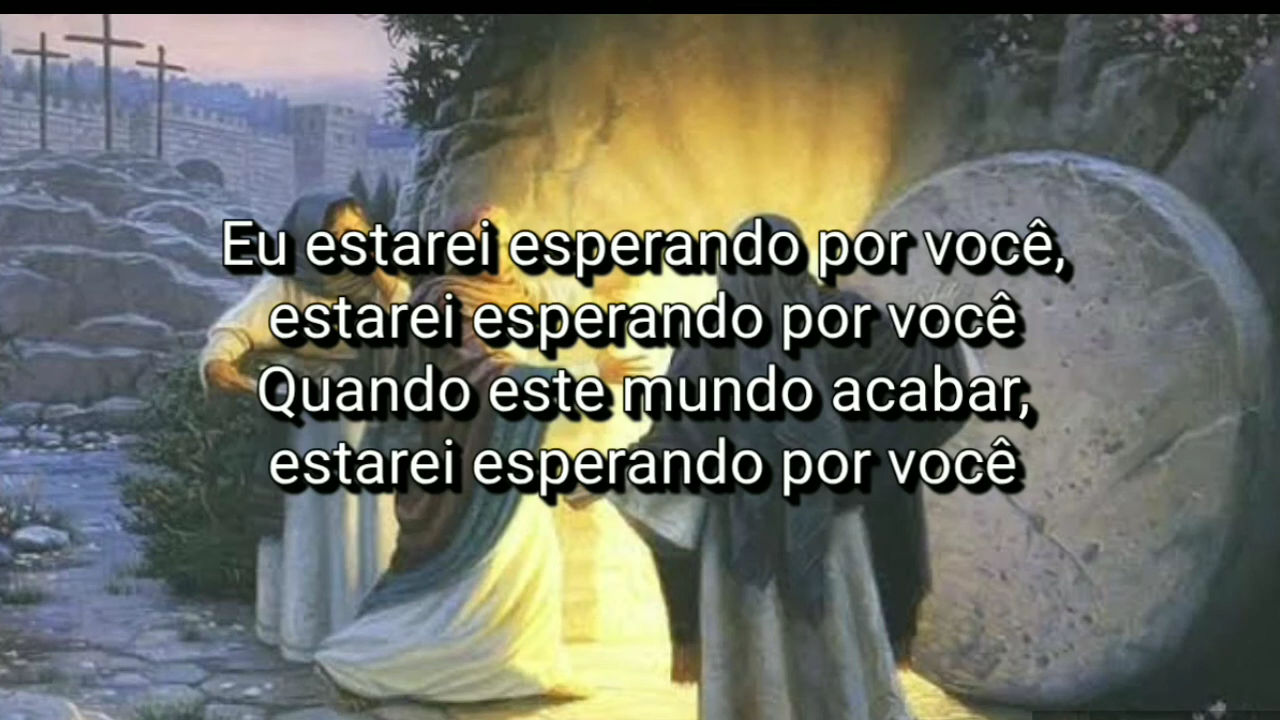 Eu estarei esperando por você,
estarei esperando por você
Quando este mundo acabar,
estarei esperando por você